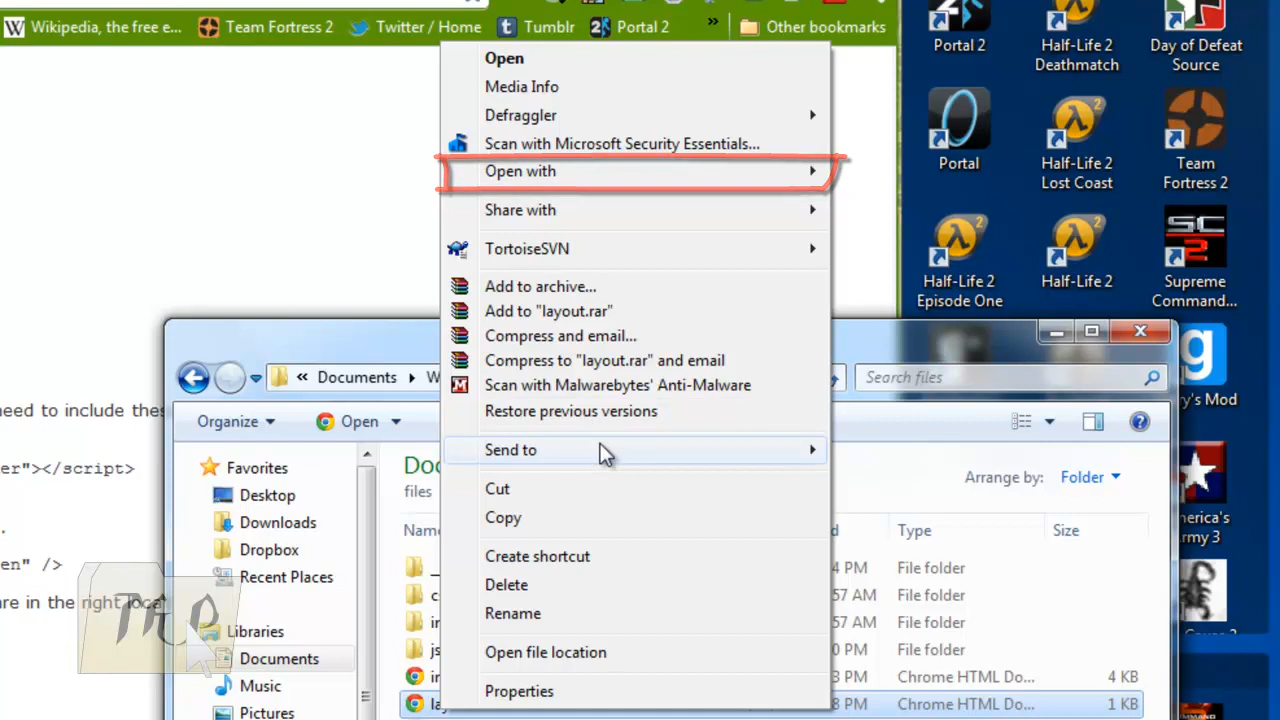 Wikipedia, the free e...
Team Fortress 2
Twitter / Home
Tumblr
Portal 2
»
Other bookmarks
Portal 2
Half-Life 2
Deathmatch
Day of Defeat
Source
Portal
Half-Life 2
Lost Coast
Team
Fortress 2
Half-Life 2
Episode One
Half-Life 2
Supreme
Command...
Open
Media Info
Defraggler
Scan with Microsoft Security Essentials...
Open with
Share with
TortoiseSVN
Add to archive...
Add to "layout.rar"
Compress and email...
Compress to "layout.rar" and email
Scan with Malwarebytes' Anti-Malware
Restore previous versions
Send to
Cut
Copy
Create shortcut
Delete
Rename
Open file location
Properties
« Documents
Search files
Organize
Open
Arrange by: Folder
files
Type
Size
Favorites
Desktop
Downloads
Dropbox
Recent Places
Libraries
Documents
Music
Pictures
File folder
File folder
File folder
File folder
Chrome HTML Do... 4 KB
Chrome HTML Do... 1 KB
need to include these
er"></script>
en" />
are in the right loca
ry's Mod
erica's
Army 3